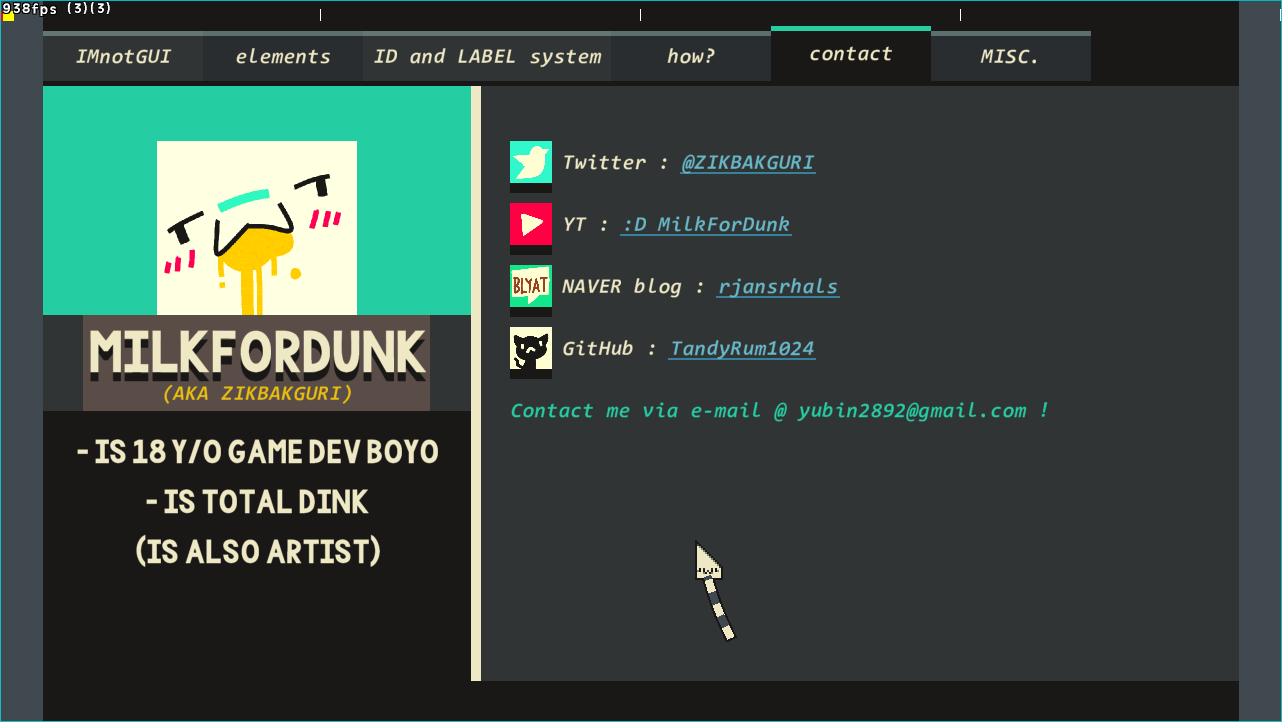 938fps (3)(3)
IMnotGUI elements ID and LABEL system how? contact MISC.
MILKFORDUNK
(AKA ZIKBAKGURI)
- IS 18 Y/O GAME DEV BOYO
- IS TOTAL DINK
(IS ALSO ARTIST)
Twitter : @ZIKBAKGURI
YT : :D MilkForDunk
BLYAT
NAVER blog : rjansrhals
GitHub : TandyRum1024
Contact me via e-mail @ yubin2892@gmail.com !